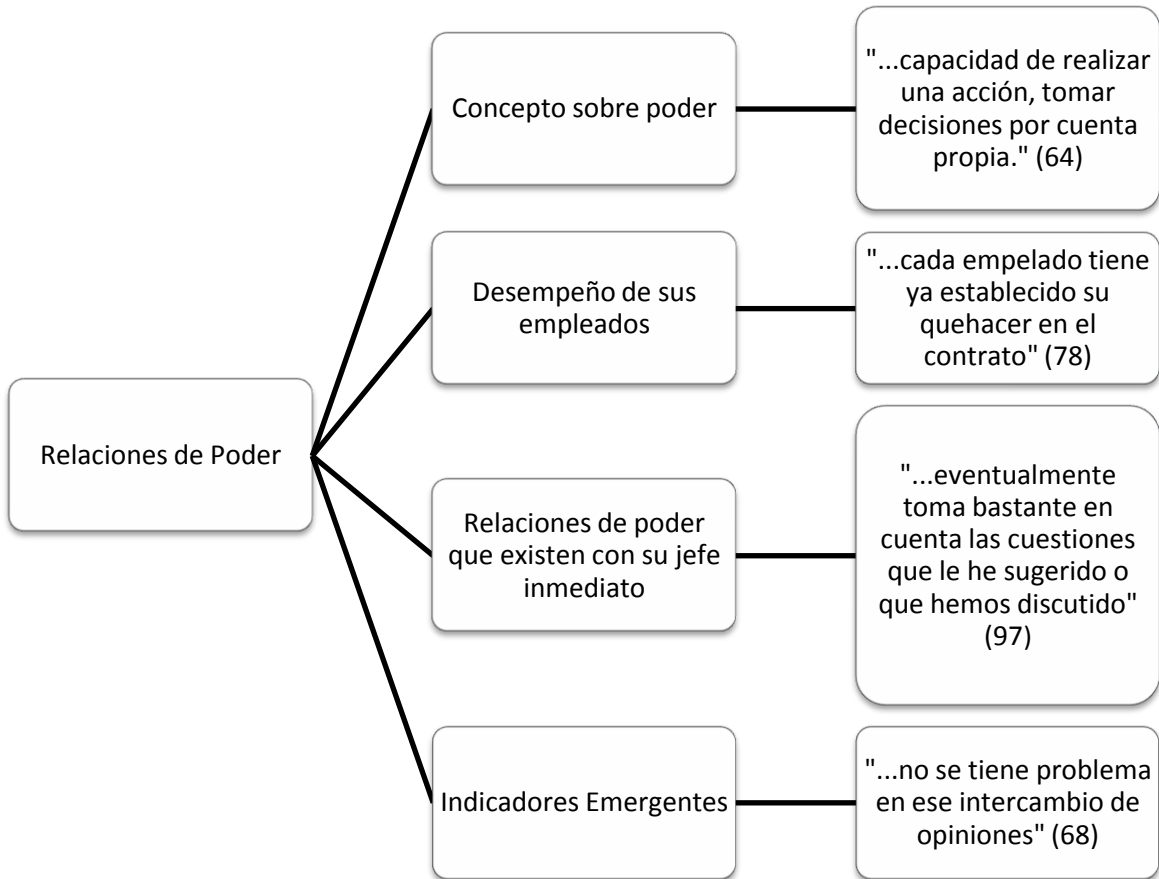 Concepto sobre poder
"...capacidad de realizar
una acción, tomar
decisiones por cuenta
propia." (64)
Desempeño de sus
empleados
"...cada empelado tiene
ya establecido su
quehacer en el
contrato" (78)
Relaciones de Poder
Relaciones de poder
que existen con su jefe
inmediato
"...eventualmente
toma bastante en
cuenta las cuestiones
que le he sugerido o
que hemos discutido"
(97)
Indicadores Emergentes
"...no se tiene problema
en ese intercambio de
opiniones" (68)